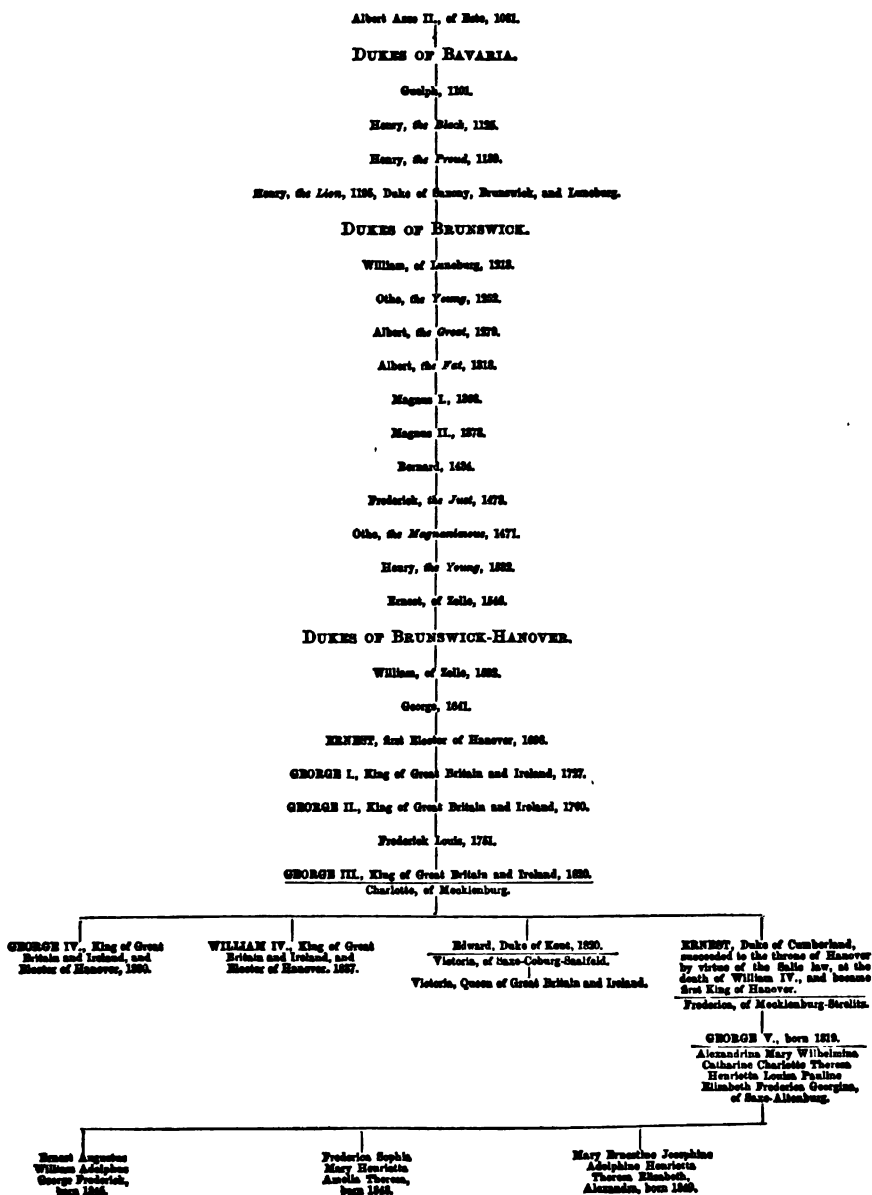 Albert Azzo II., of Este, 1061.
DUKES OF BAVARIA.
Guelph, 1101.
Henry, the Black, 1125.
Henry, the Proud, 1139.
Henry, the Lion, 1195, Duke of Saxony, Brunswick, and Luneburg.
DUKES OF BRUNSWICK.
William, of Luneburg, 1213.
Otho, the Young, 1252.
Albert, the Great, 1279.
Albert, the Fat, 1318.
Magnus I., 1368.
Magnus II., 1373.
Bernard, 1434.
Frederick, the Just, 1478.
Otho, the Magnanimous, 1471.
Henry, the Young, 1532.
Ernest, of Zelle, 1546.
DUKES OF BRUNSWICK-HANOVER.
William, of Zelle, 1592.
George, 1641.
ERNEST, first Elector of Hanover, 1698.
GEORGE I., King of Great Britain and Ireland, 1727.
GEORGE II., King of Great Britain and Ireland, 1760.
Frederick Louis, 1751.
GEORGE III., King of Great Britain and Ireland, 1820.
Charlotte, of Mecklenburg.
GEORGE IV., King of Great
Britain and Ireland, and
Elector of Hanover, 1830.
WILLIAM IV., King of Great
Britain and Ireland, and
Elector of Hanover. 1837.
Edward, Duke of Kent, 1820.
Victoria, of Saxe-Coburg-Saalfeld.
Victoria, Queen of Great Britain and Ireland.
ERNEST, Duke of Cumberland,
succeeded to the throne of Hanover
by virtue of the Salic law, at the
death of William IV., and became
first King of Hanover.
Frederica, of Mecklenburg-Strelitz.
GEORGE V., born 1819.
Alexandrina Mary Wilhelmina
Catharine Charlotte Theresa
Henrietta Louisa Pauline
Elizabeth Frederica Georgina,
of Saxe-Altenburg.
Ernest Augustus
William Adolphus
George Frederick,
born 1845.
Frederica Sophia
Mary Henrietta
Amelia Theresa,
born 1848.
Mary Ernestine Josephine
Adolphine Henrietta
Theresa Elizabeth,
Alexandra, born 1849.